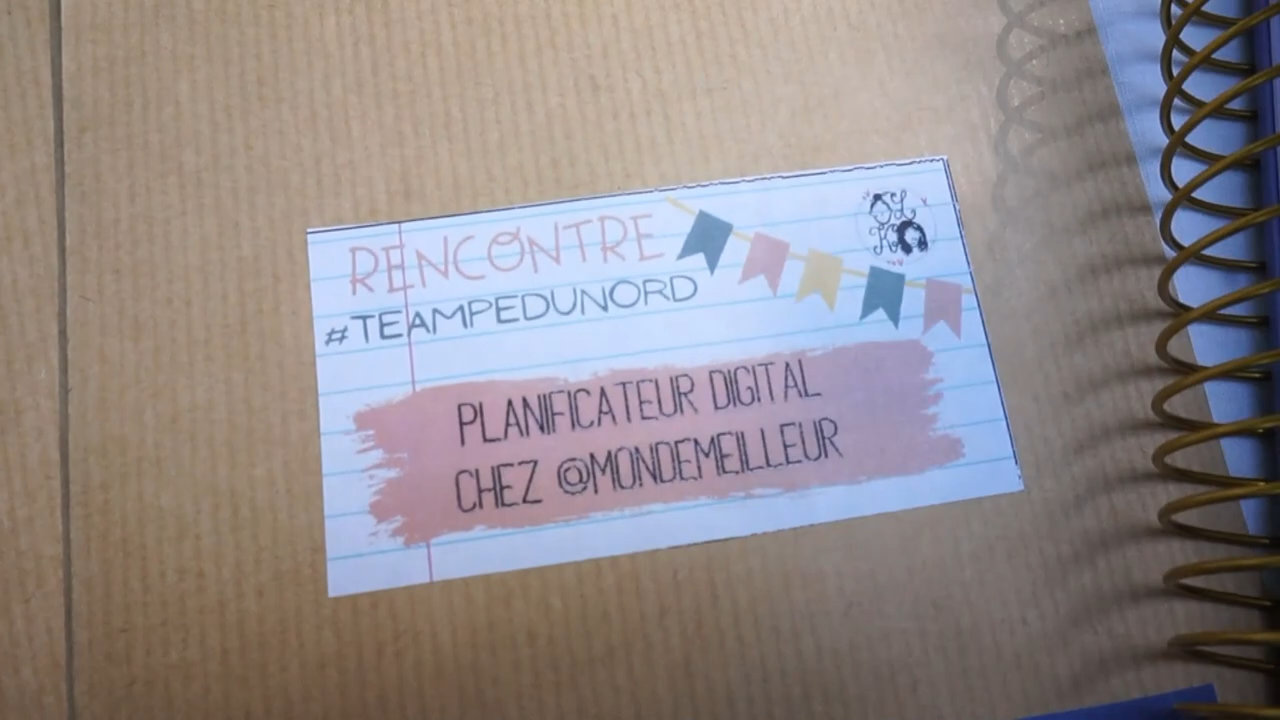 RENCONTRE
#TEAMPEDUNORD
PLANIFICATEUR DIGITAL
CHEZ @MONDEMEILLEUR